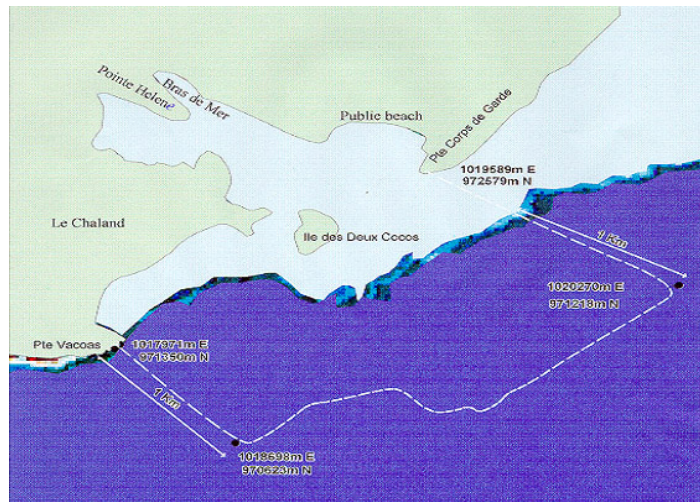 Pointe Helene
Bras de Mer
Public beach
Pte Corps de Garde
1019589m E
972579m N
Le Chaland
Ile des Deux Cocos
1 Km
1020270m E
971218m N
Pte Vacoas
1017971m E
971350m N
1 Km
1018698m E
970623m N